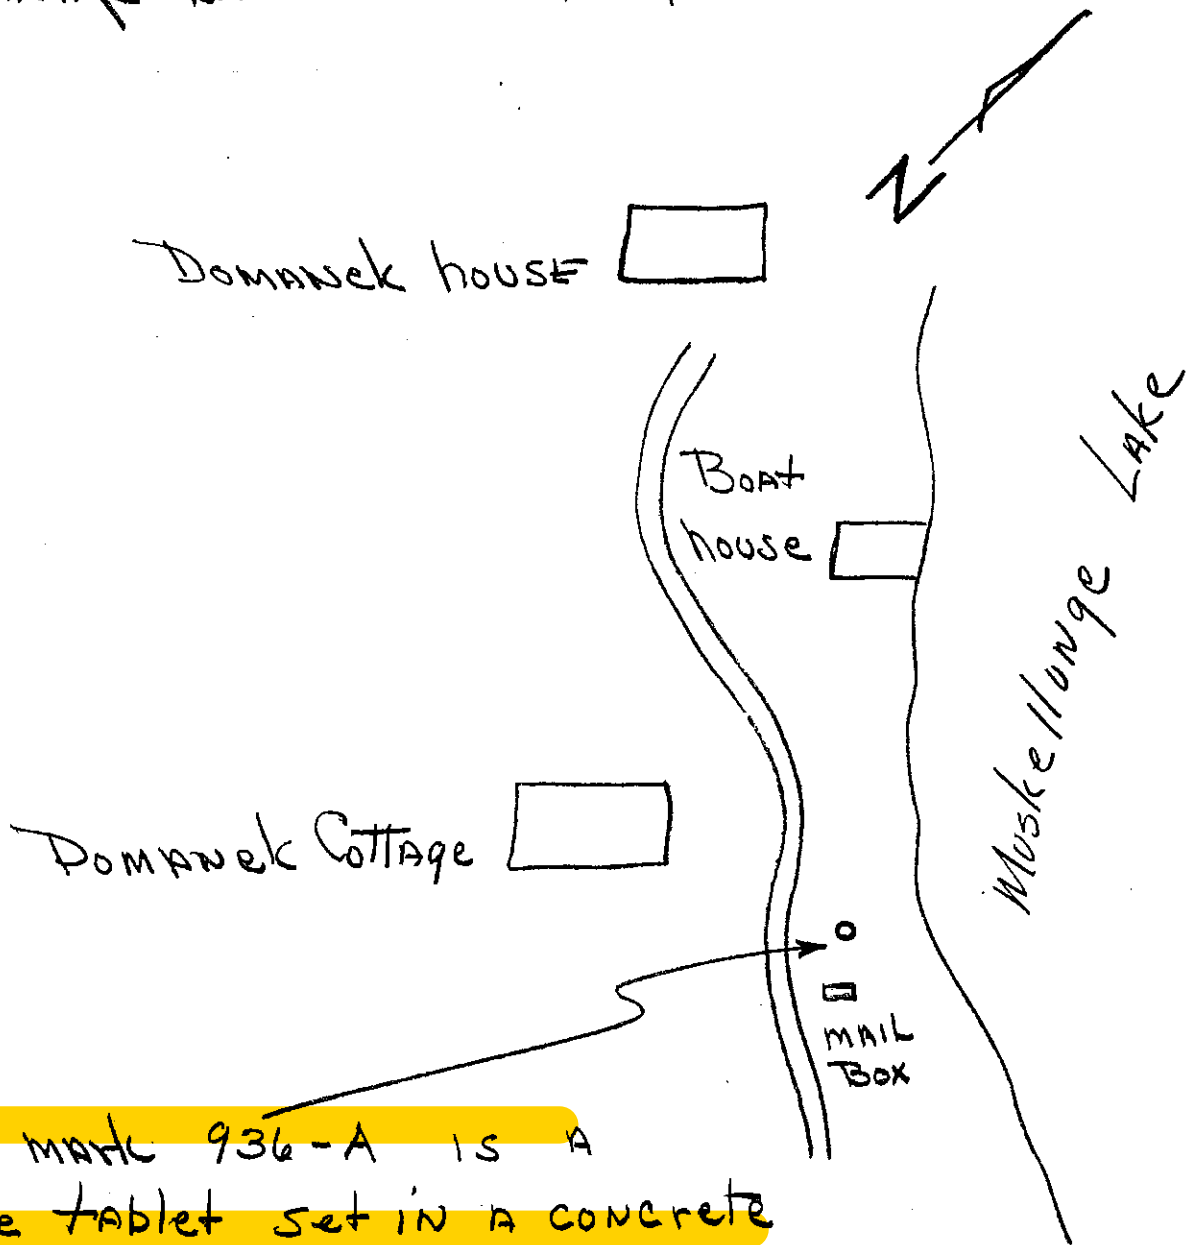 N
Domanek house
Boat
house
Muskellunge Lake
Domanek Cottage
mail
Box
mark 936-A is a
tablet set in a concrete